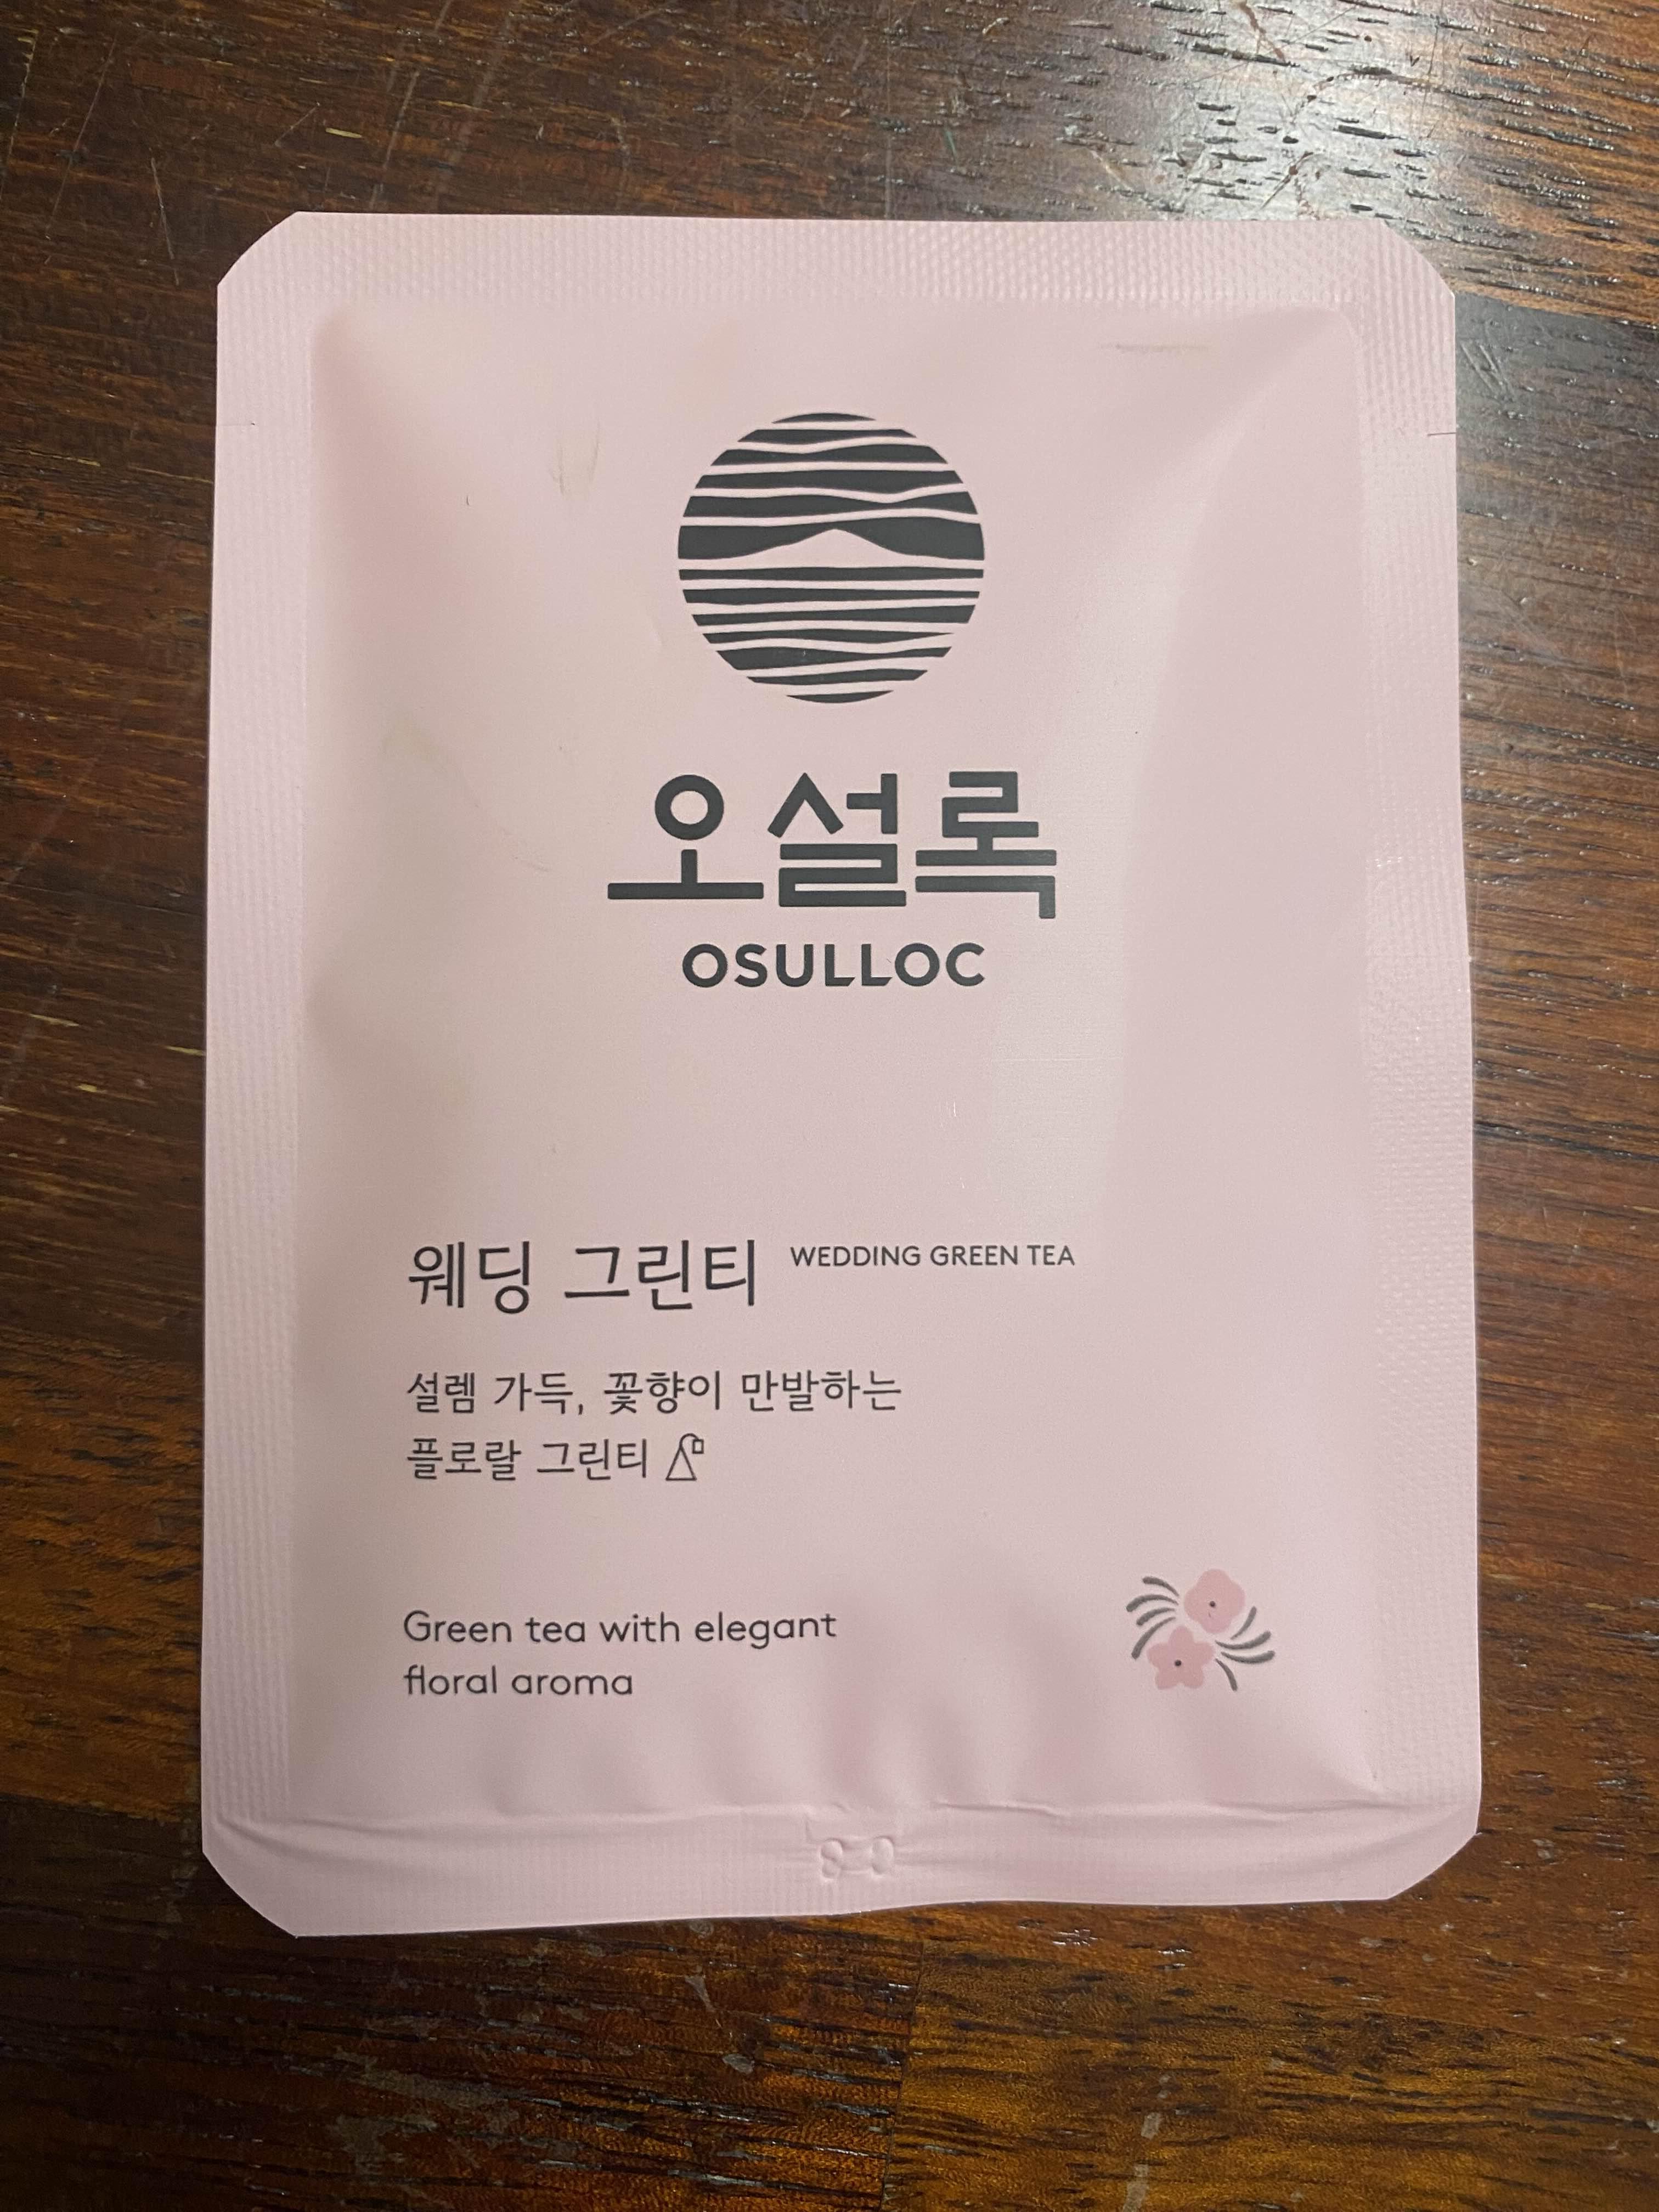 오설록
OSULLOC
웨딩 그린티 WEDDING GREEN TEA
설렘 가득, 꽃향이 만발하는
플로랄 그린티
Green tea with elegant
floral aroma